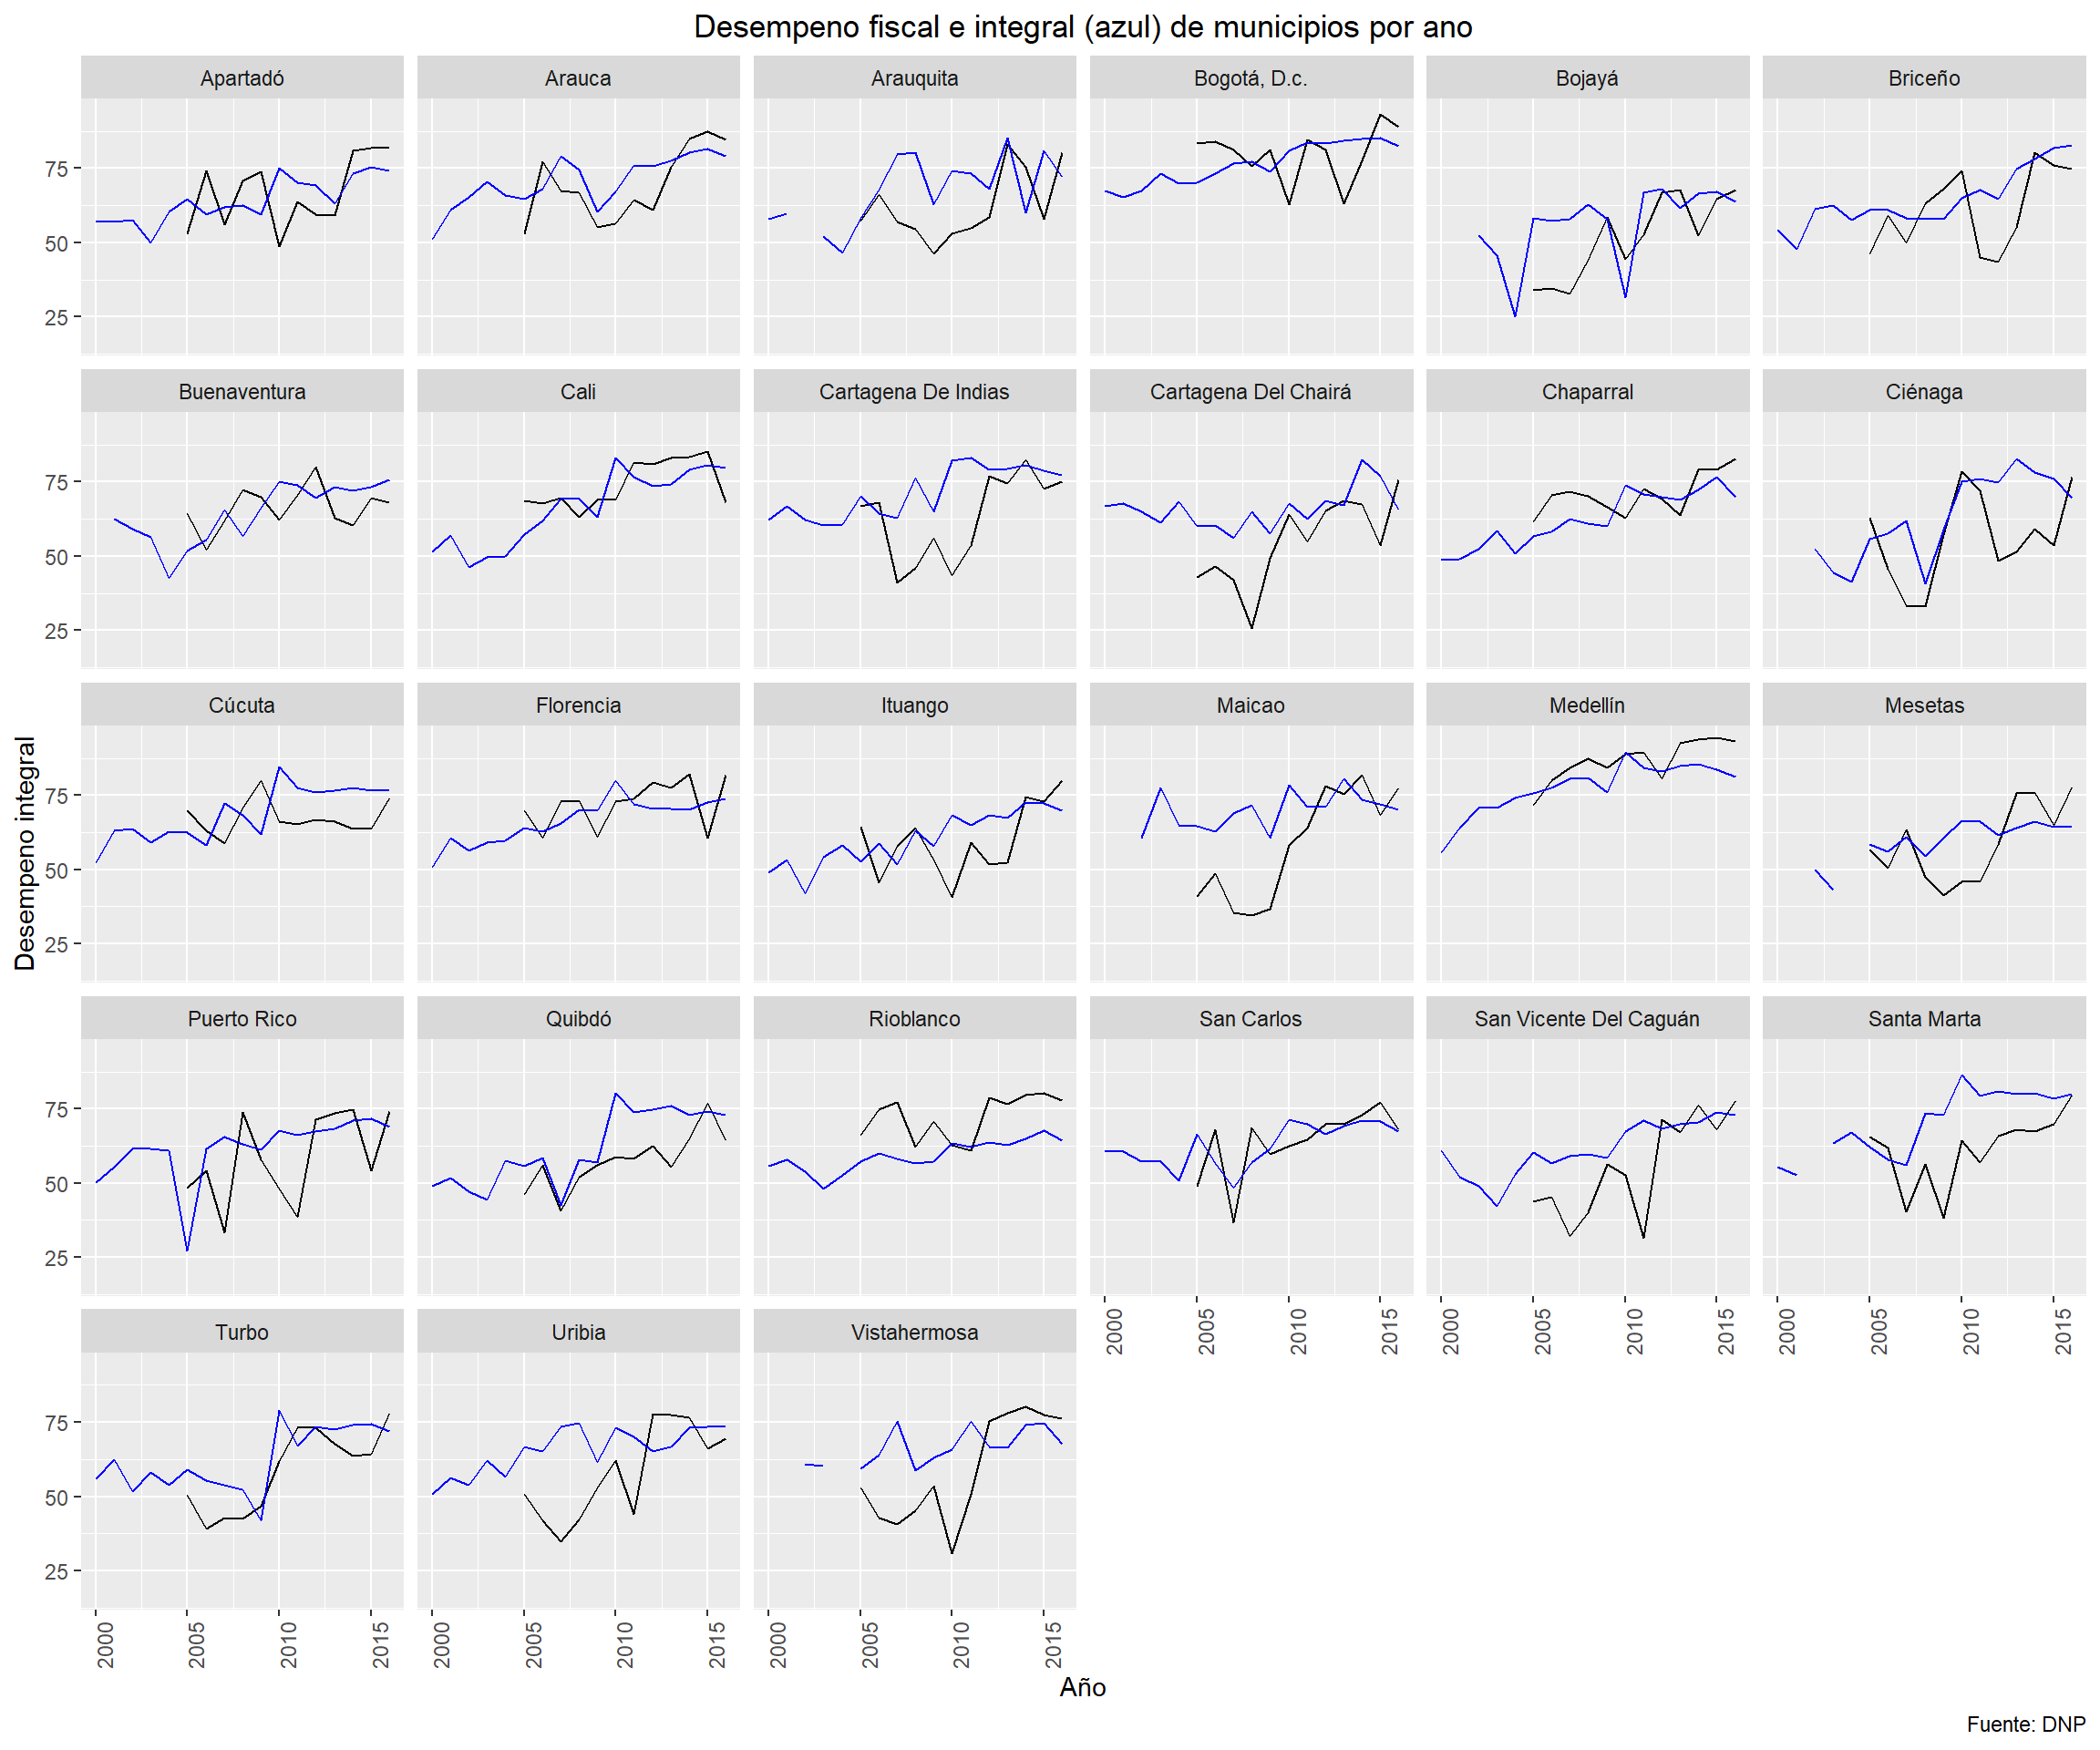 Desempeno fiscal e integral (azul) de municipios por ano
Apartadó Arauca Arauquita Bogotá, D.c. Bojayá Briceño
75
50
25
Buenaventura Cali Cartagena De Indias Cartagena Del Chairá Chaparral Ciénaga
75
50
25
Cúcuta Florencia Ituango Maicao Medellín Mesetas
75
50
25
Desempeno integral
Puerto Rico Quibdó Rioblanco San Carlos San Vicente Del Caguán Santa Marta
75
50
25
2000 2005 2010 2015 2000 2005 2010 2015 2000 2005 2010 2015
Turbo Uribia Vistahermosa
75
50
25
2000 2005 2010 2015 2000 2005 2010 2015 2000 2005 2010 2015
Año
Fuente: DNP